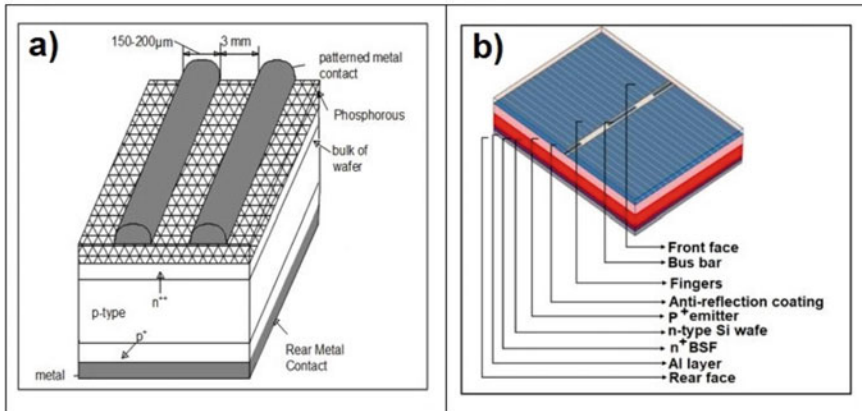 a)
150-200µm
3 mm
patterned metal
contact
Phosphorous
bulk of
wafer
n⁺⁺
p-type
p⁺
Rear Metal
Contact
metal
b)
Front face
Bus bar
Fingers
Anti-reflection coating
P⁺emitter
n-type Si wafe
n⁺BSF
Al layer
Rear face